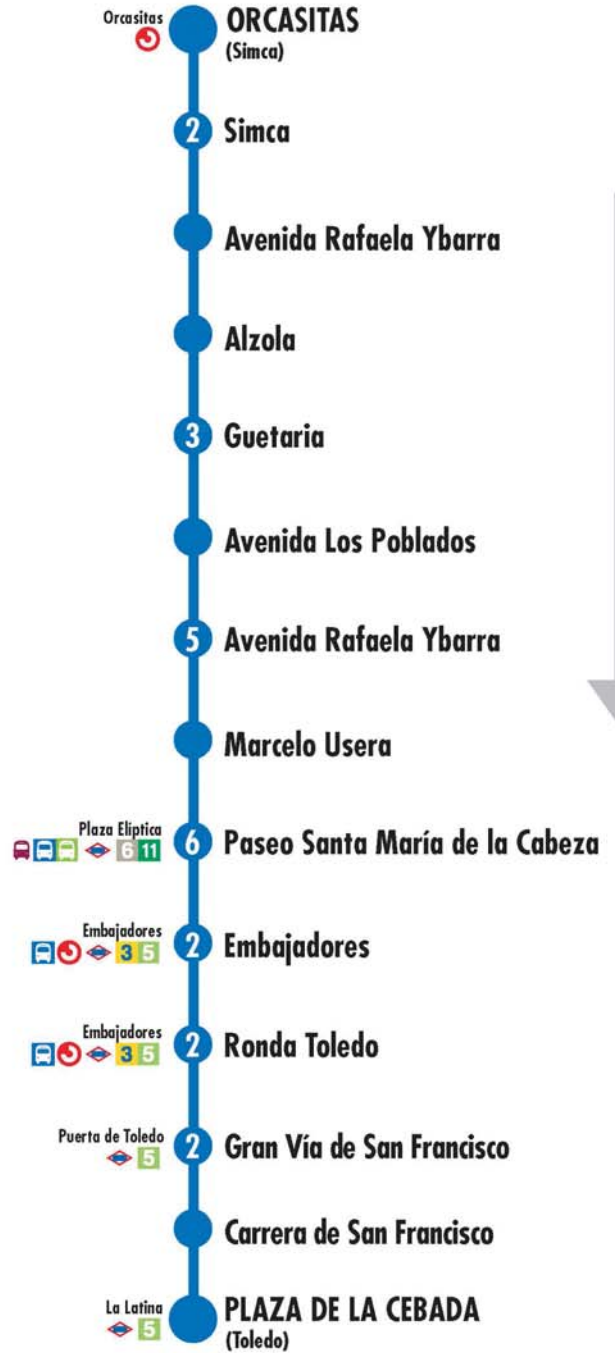 Orcasitas
ORCASITAS
(Simca)
2 Simca
Avenida Rafaela Ybarra
Alzola
3 Guetaria
Avenida Los Poblados
5 Avenida Rafaela Ybarra
Marcelo Usera
Plaza Elíptica
6 11 6 Paseo Santa María de la Cabeza
Embajadores
3 5 2 Embajadores
Embajadores
3 5 2 Ronda Toledo
Puerta de Toledo
5 2 Gran Vía de San Francisco
Carrera de San Francisco
La Latina
5
PLAZA DE LA CEBADA
(Toledo)